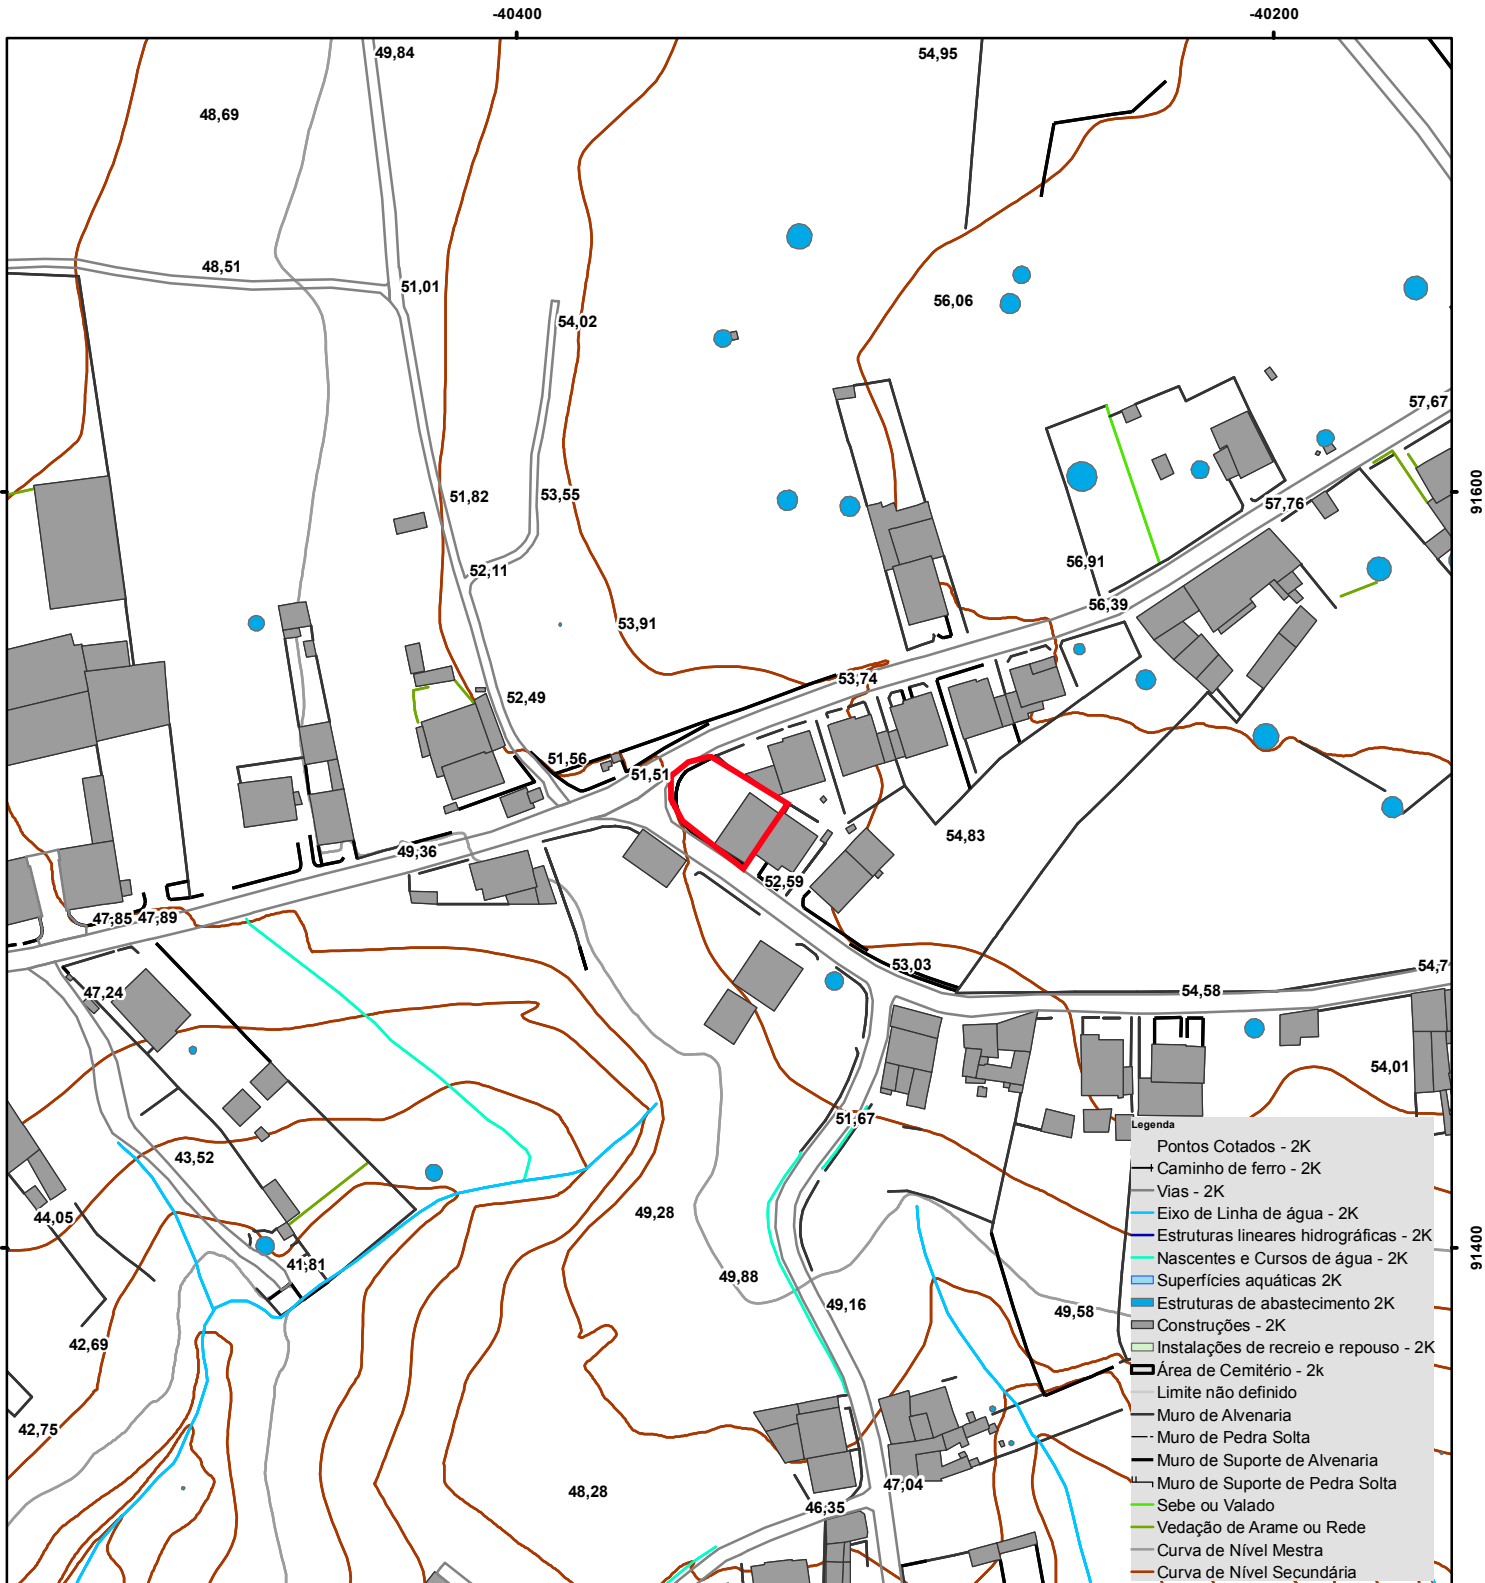 -40400
-40200
49,84
54,95
48,69
48,51
51,01
56,06
54,02
57,67
51,82
53,55
91600
57,76
52,11
56,91
56,39
53,91
53,74
52,49
51,56
51,51
54,83
49,36
52,59
47,85
47,89
53,03
54,7
47,24
54,58
54,01
51,67
43,52
44,05
49,28
41,81
49,88
49,16
49,58
91400
42,69
42,75
48,28
47,04
46,35
Legenda
Pontos Cotados - 2K
Caminho de ferro - 2K
Vias - 2K
Eixo de Linha de água - 2K
Estruturas lineares hidrográficas - 2K
Nascentes e Cursos de água - 2K
Superfícies aquáticas 2K
Estruturas de abastecimento 2K
Construções - 2K
Instalações de recreio e repouso - 2K
Área de Cemitério - 2k
Limite não definido
Muro de Alvenaria
Muro de Pedra Solta
Muro de Suporte de Alvenaria
Muro de Suporte de Pedra Solta
Sebe ou Valado
Vedação de Arame ou Rede
Curva de Nível Mestra
Curva de Nível Secundária